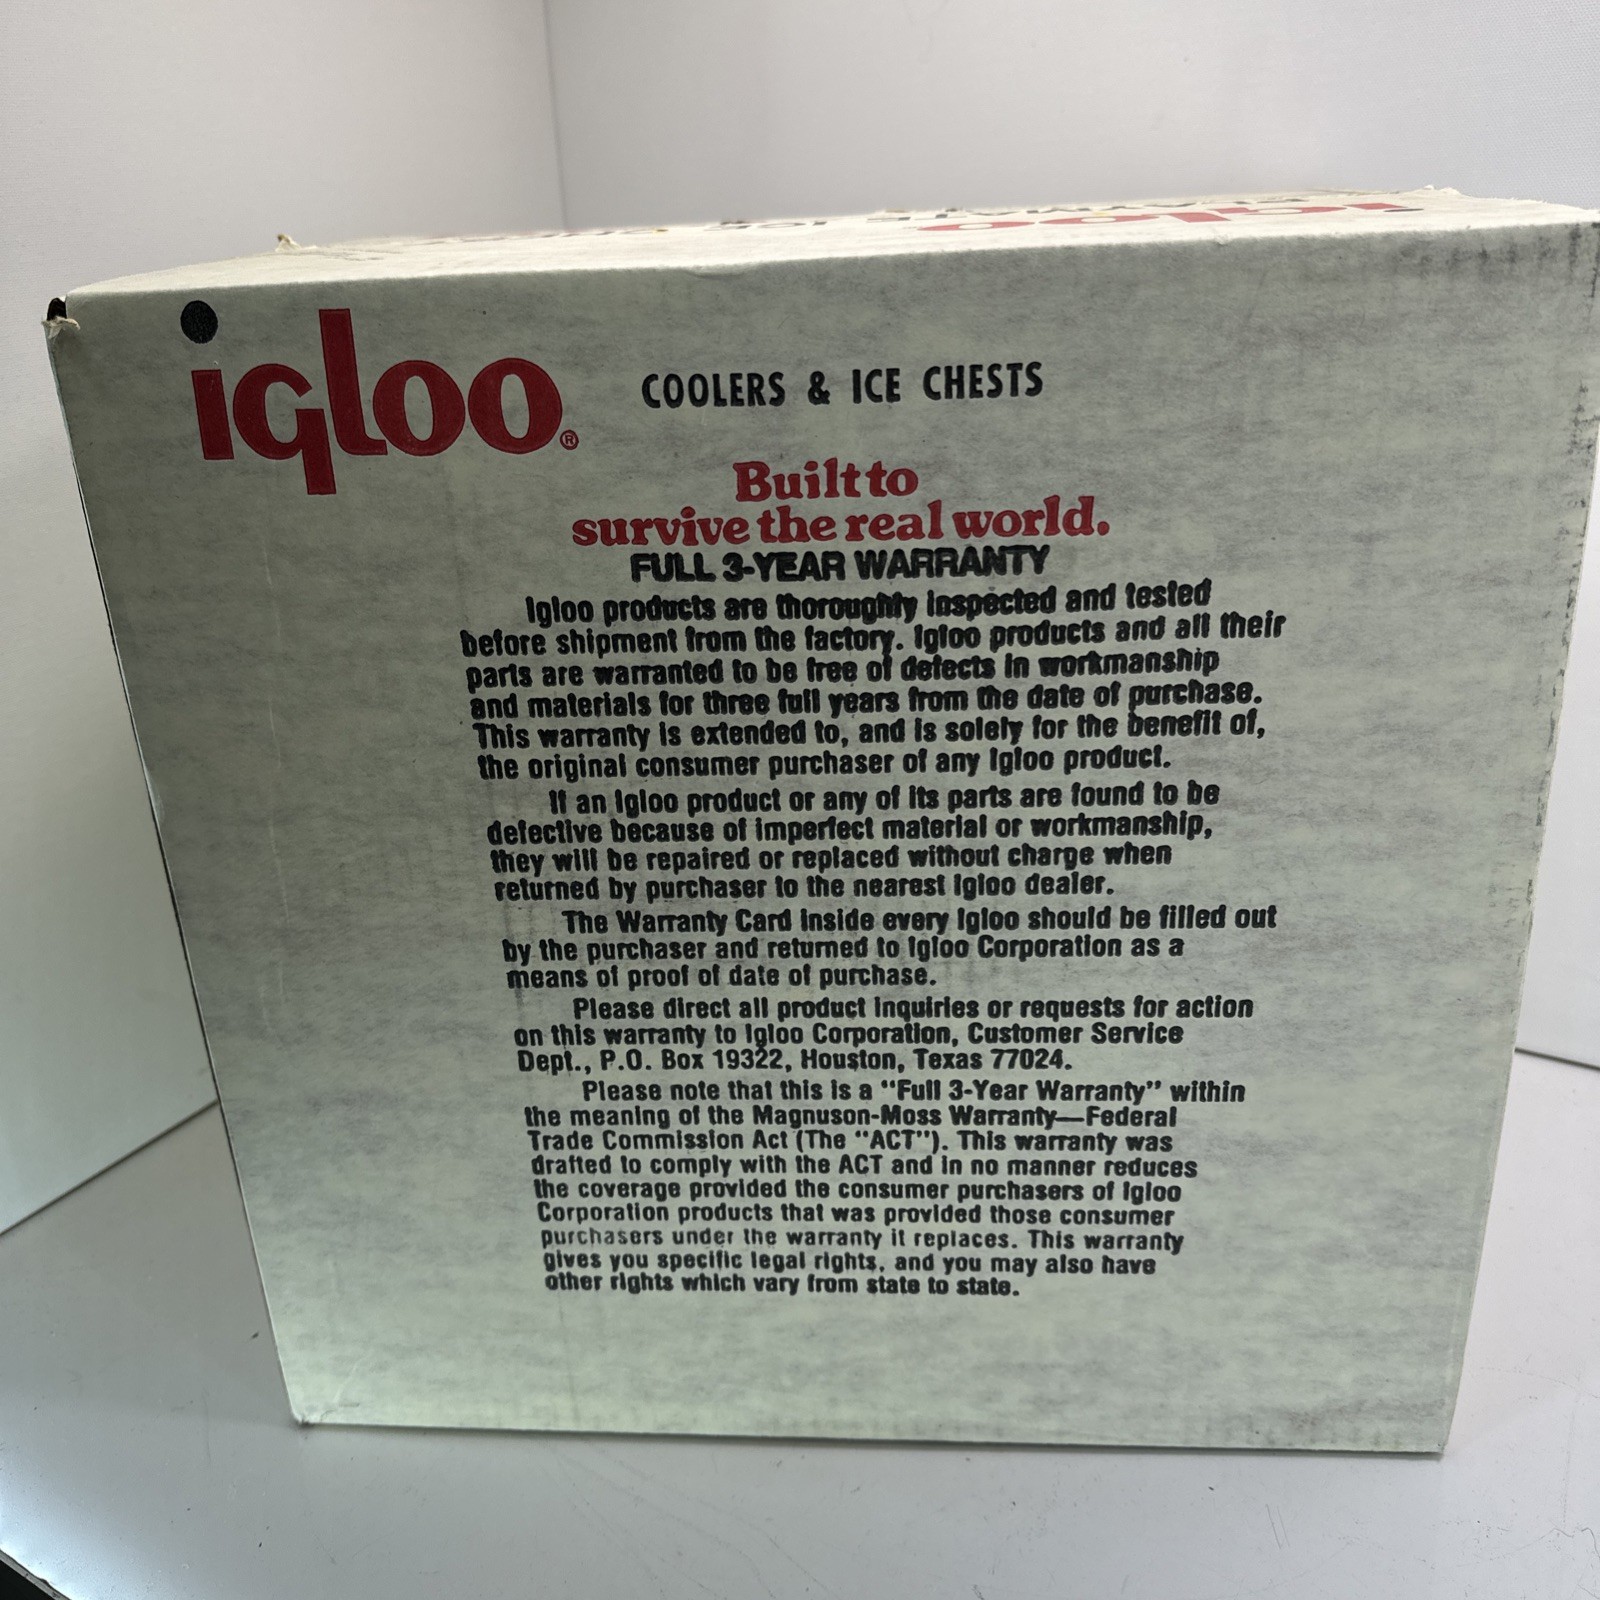 igloo®
COOLERS & ICE CHESTS
Built to
survive the real world.
FULL 3-YEAR WARRANTY
Igloo products are thoroughly inspected and tested
before shipment from the factory. Igloo products and all their
parts are warranted to be free of defects in workmanship
and materials for three full years from the date of purchase.
This warranty is extended to, and is solely for the benefit of,
the original consumer purchaser of any Igloo product.
If an Igloo product or any of its parts are found to be
defective because of imperfect material or workmanship,
they will be repaired or replaced without charge when
returned by purchaser to the nearest Igloo dealer.
The Warranty Card inside every Igloo should be filled out
by the purchaser and returned to Igloo Corporation as a
means of proof of date of purchase.
Please direct all product inquiries or requests for action
on this warranty to Igloo Corporation, Customer Service
Dept., P.O. Box 19322, Houston, Texas 77024.
Please note that this is a "Full 3-Year Warranty" within
the meaning of the Magnuson-Moss Warranty—Federal
Trade Commission Act (The "ACT"). This warranty was
drafted to comply with the ACT and in no manner reduces
the coverage provided the consumer purchasers of Igloo
Corporation products that was provided those consumer
purchasers under the warranty it replaces. This warranty
gives you specific legal rights, and you may also have
other rights which vary from state to state.